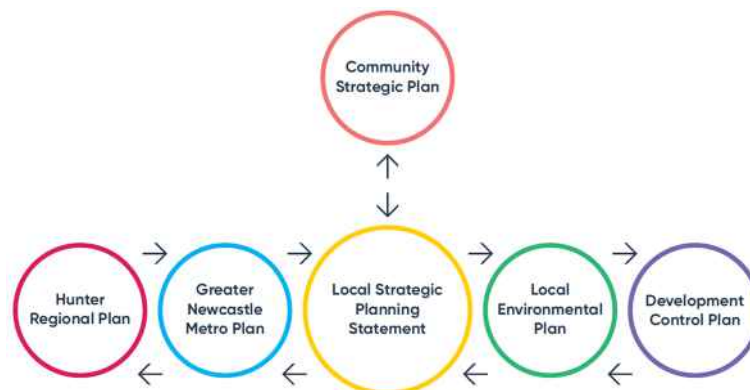 Community
Strategic Plan
Hunter
Regional Plan
Greater
Newcastle
Metro Plan
Local Strategic
Planning
Statement
Local
Environmental
Plan
Development
Control Plan